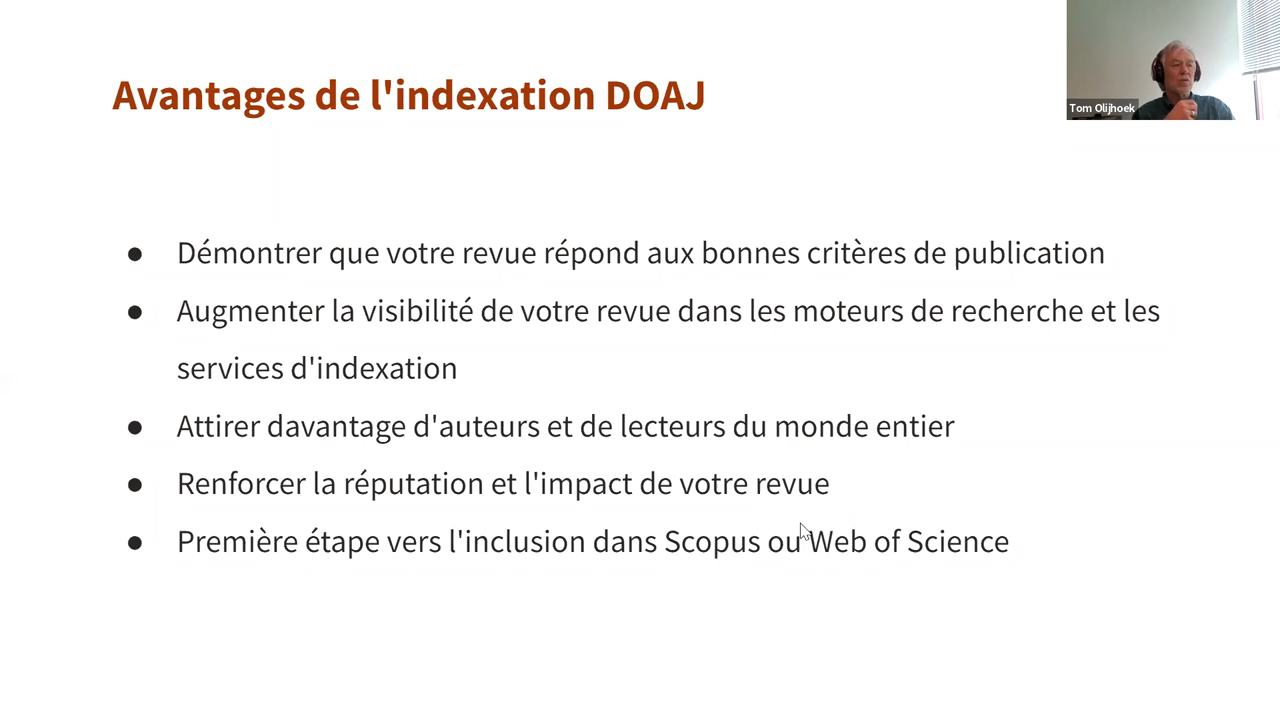 Avantages de l'indexation DOAJ
Tom Olijhoek
● Démontrer que votre revue répond aux bonnes critères de publication
● Augmenter la visibilité de votre revue dans les moteurs de recherche et les
services d'indexation
● Attirer davantage d'auteurs et de lecteurs du monde entier
● Renforcer la réputation et l'impact de votre revue
● Première étape vers l'inclusion dans Scopus ou Web of Science